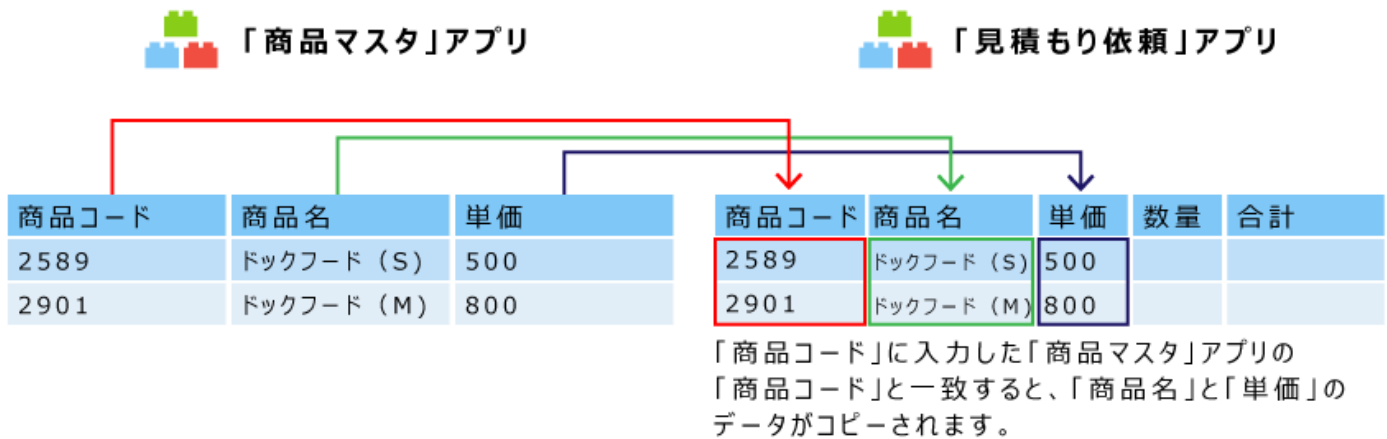 「商品マスタ」アプリ
「見積もり依頼」アプリ
商品コード 商品名 単価
2589 ドックフード（S） 500
2901 ドックフード（M） 800
商品コード 商品名 単価 数量 合計
2589 ドックフード（S） 500
2901 ドックフード（M） 800
「商品コード」に入力した「商品マスタ」アプリの
「商品コード」と一致すると、「商品名」と「単価」の
データがコピーされます。